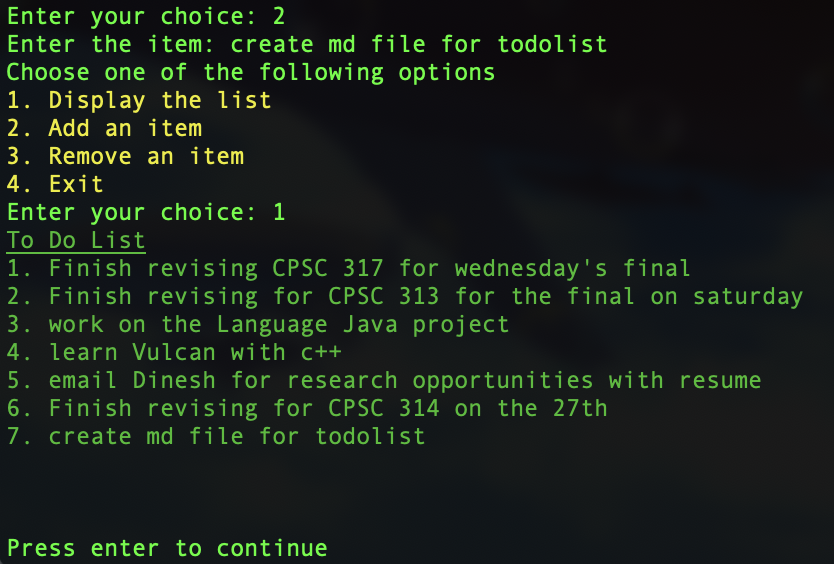 Enter your choice: 2
Enter the item: create md file for todolist
Choose one of the following options
1. Display the list
2. Add an item
3. Remove an item
4. Exit
Enter your choice: 1
To Do List
1. Finish revising CPSC 317 for wednesday's final
2. Finish revising for CPSC 313 for the final on saturday
3. work on the Language Java project
4. learn Vulcan with c++
5. email Dinesh for research opportunities with resume
6. Finish revising for CPSC 314 on the 27th
7. create md file for todolist
Press enter to continue